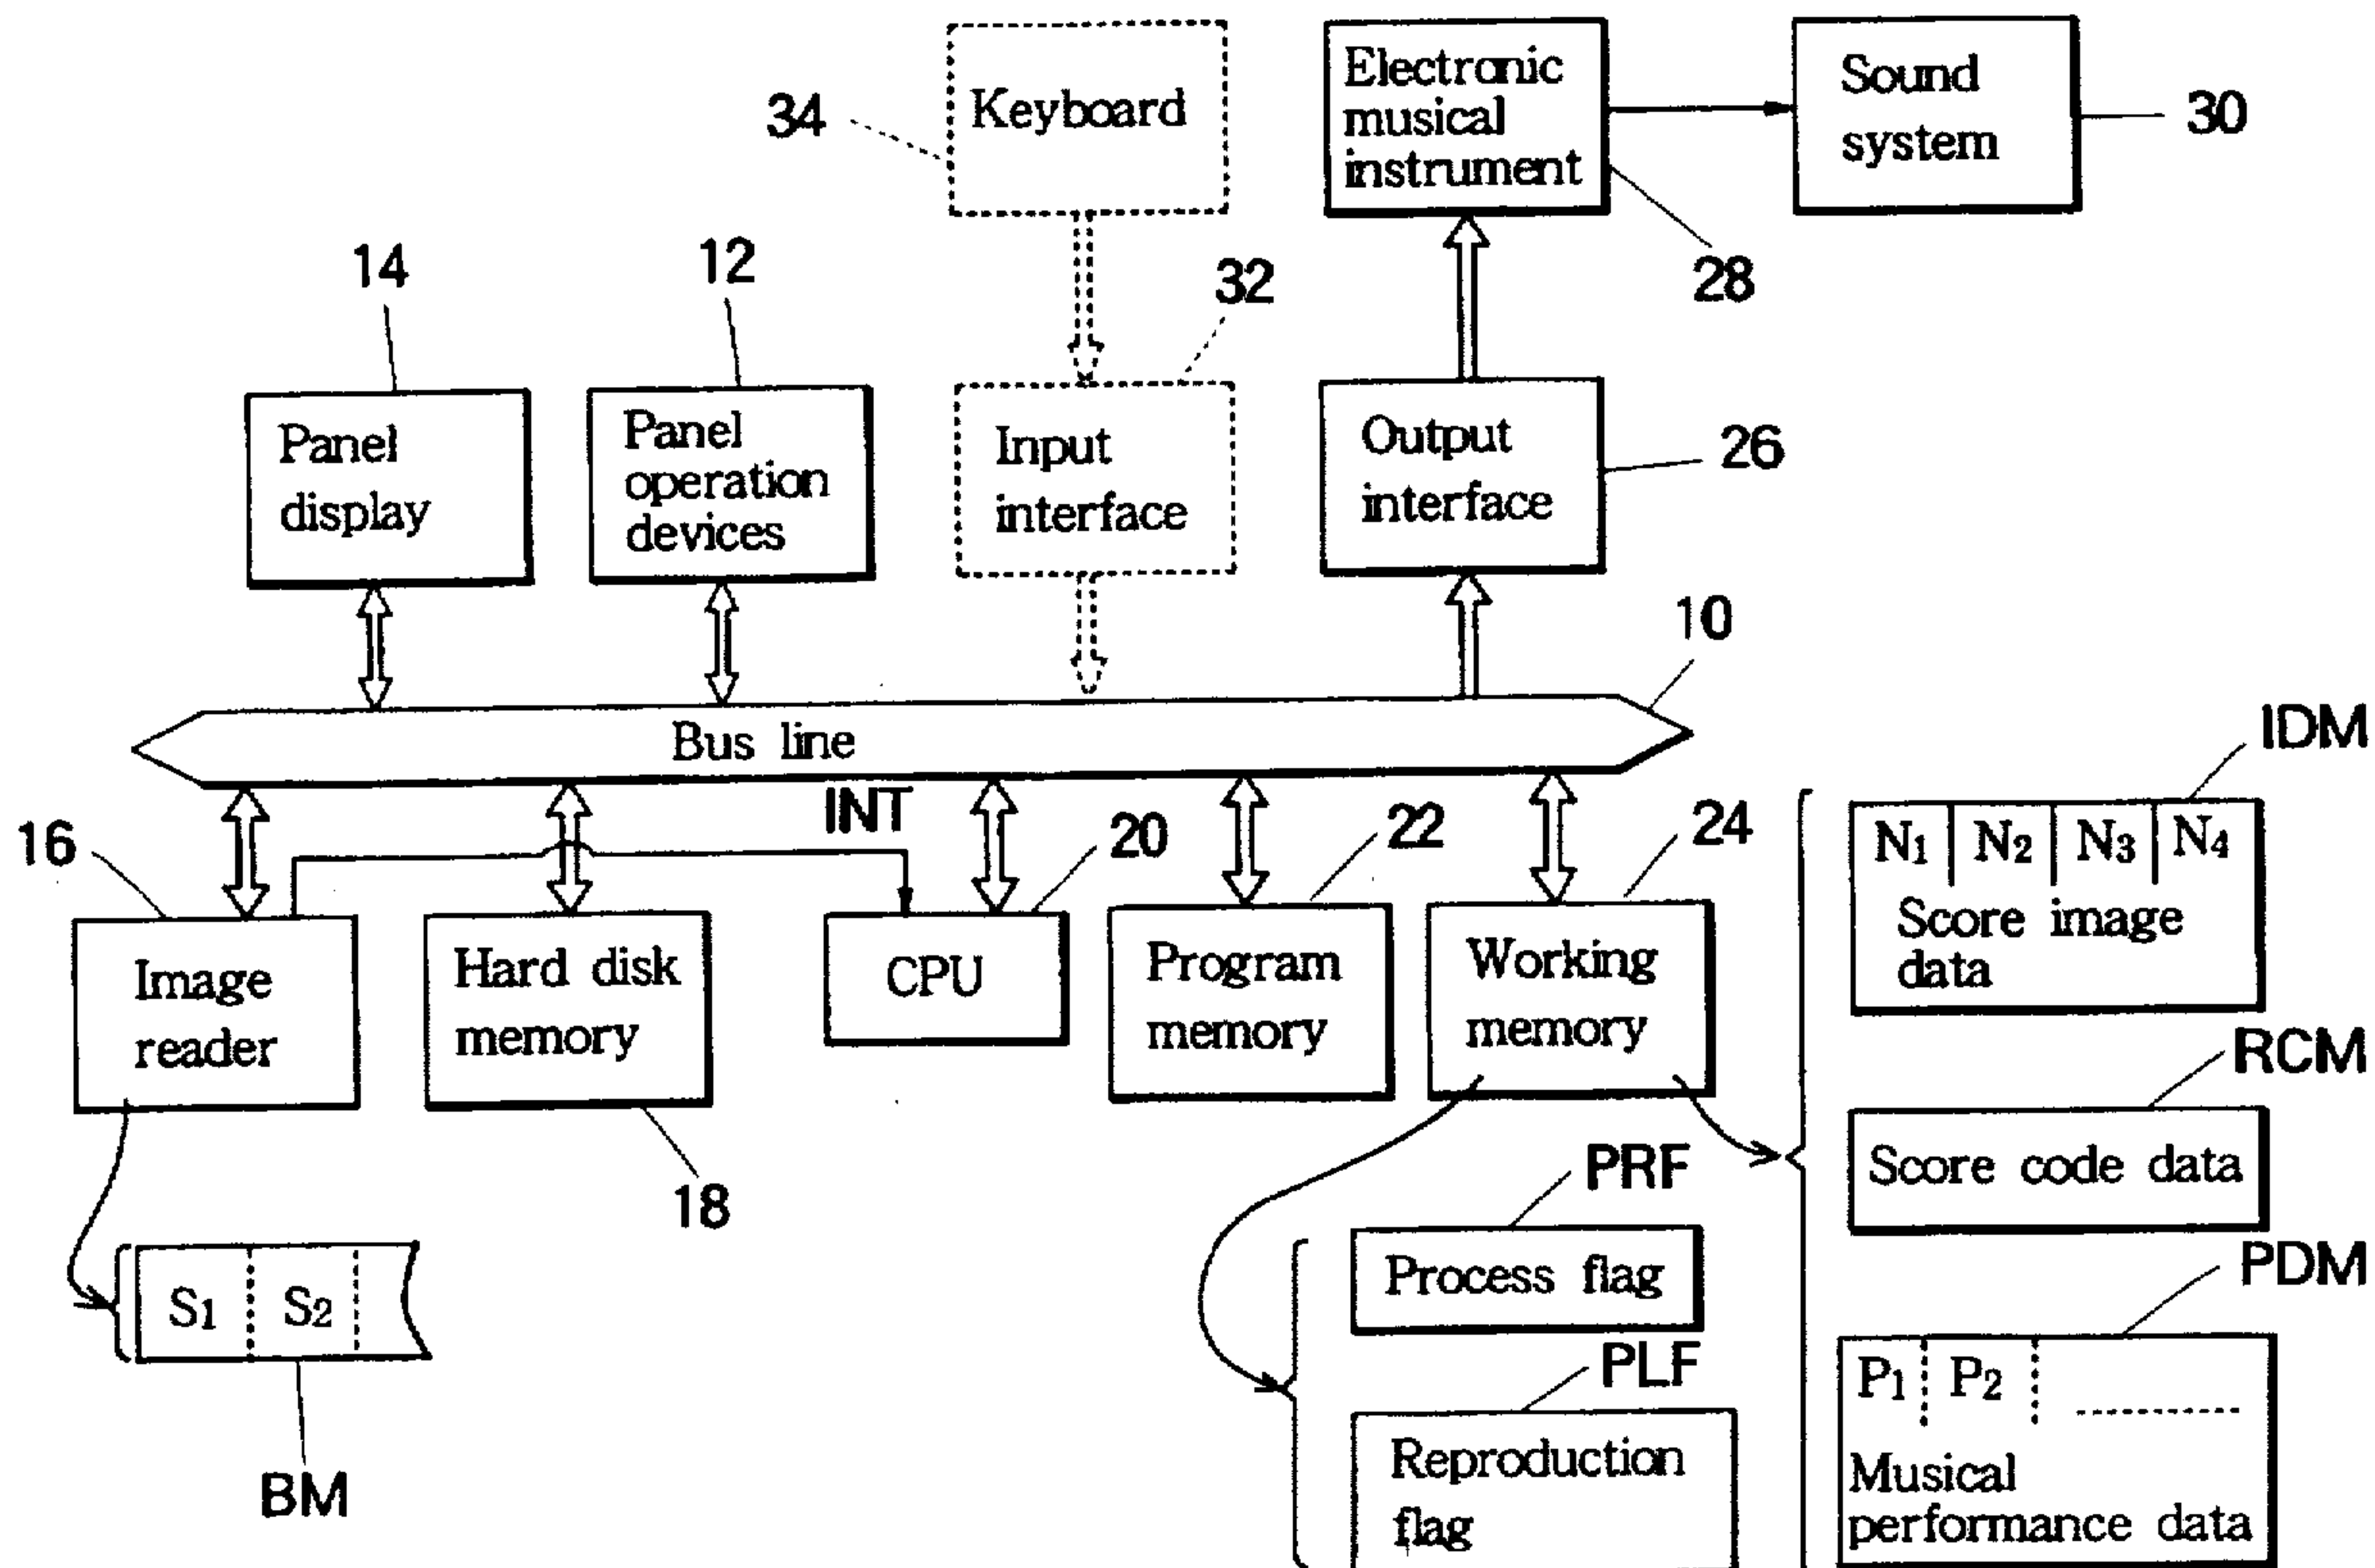 34
Keyboard
Electronic
musical
instrument
28
Sound
system
30
14
Panel
display
12
Panel
operation
devices
32
Input
interface
Output
interface
26
10
Bus line
INT
16
Image
reader
Hard disk
memory
18
20
CPU
22
Program
memory
24
Working
memory
S1 S2
BM
PRF
Process flag
PLF
Reproduction
flag
IDM
N1 N2 N3 N4
Score image
data
RCM
Score code data
PDM
P1 P2
Musical
performance data